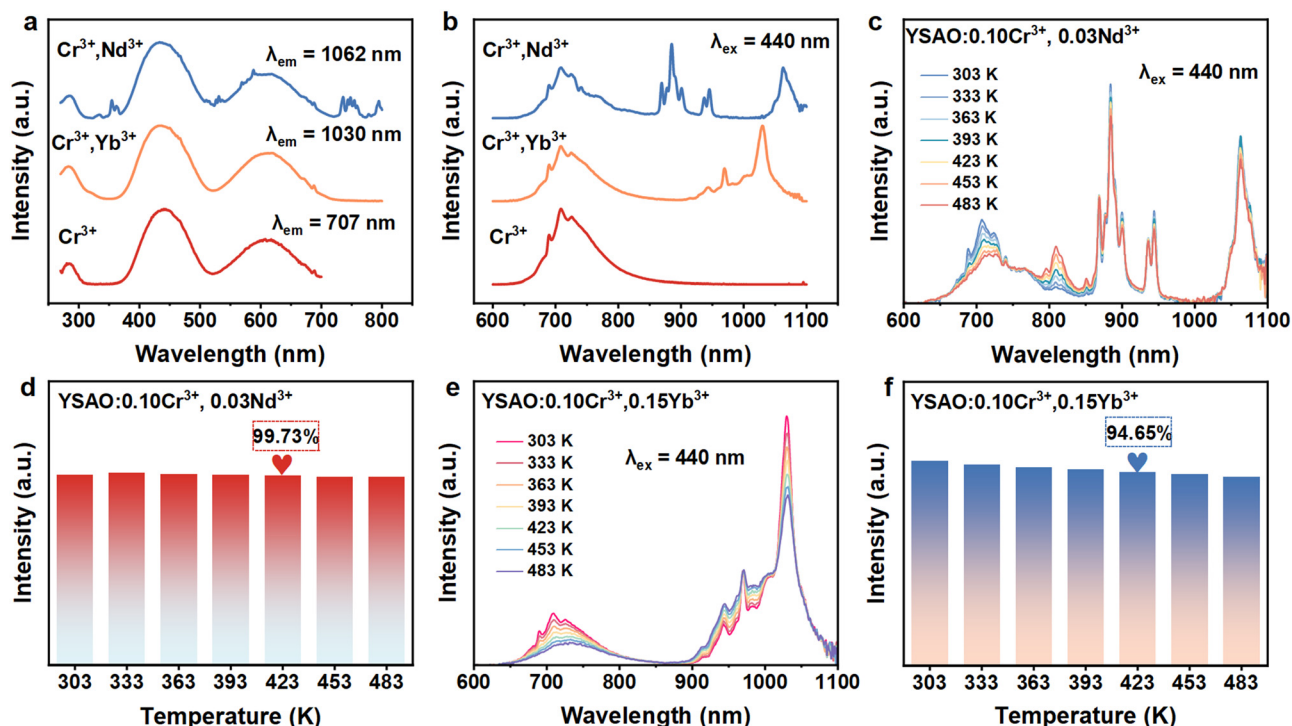 a
Cr³⁺,Nd³⁺
λem = 1062 nm
Cr³⁺,Yb³⁺
λem = 1030 nm
Cr³⁺
λem = 707 nm
Intensity (a.u.)
300 400 500 600 700 800
Wavelength (nm)
b
Cr³⁺,Nd³⁺
λex = 440 nm
Cr³⁺,Yb³⁺
Cr³⁺
Intensity (a.u.)
600 700 800 900 1000 1100
Wavelength (nm)
c
YSAO:0.10Cr³⁺, 0.03Nd³⁺
λex = 440 nm
303 K
333 K
363 K
393 K
423 K
453 K
483 K
Intensity (a.u.)
600 700 800 900 1000 1100
Wavelength (nm)
d
YSAO:0.10Cr³⁺, 0.03Nd³⁺
99.73%
Intensity (a.u.)
303 333 363 393 423 453 483
Temperature (K)
e
YSAO:0.10Cr³⁺,0.15Yb³⁺
λex = 440 nm
303 K
333 K
363 K
393 K
423 K
453 K
483 K
Intensity (a.u.)
600 700 800 900 1000 1100
Wavelength (nm)
f
YSAO:0.10Cr³⁺,0.15Yb³⁺
94.65%
Intensity (a.u.)
303 333 363 393 423 453 483
Temperature (K)